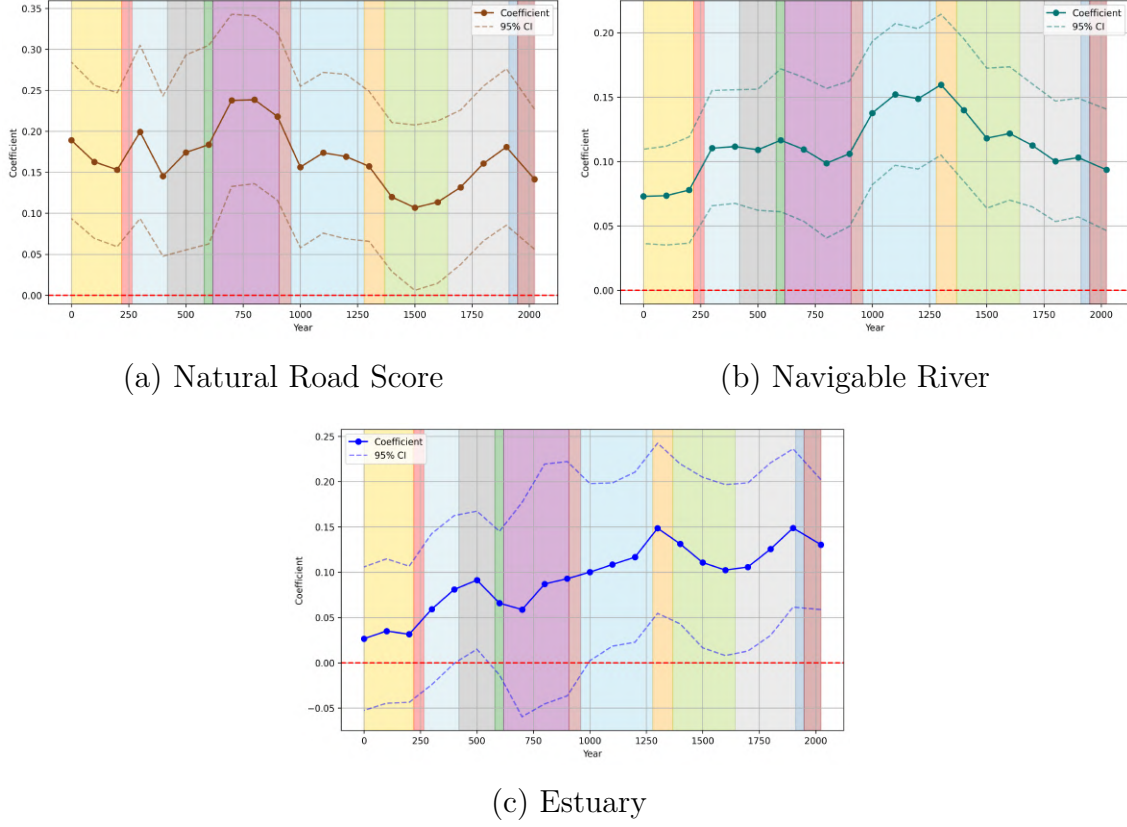 0.35
0.30
0.25
0.20
0.15
0.10
0.05
0.00
Coefficient
0 250 500 750 1000 1250 1500 1750 2000
Year
Coefficient
95% CI
(a) Natural Road Score
0.20
0.15
0.10
0.05
0.00
Coefficient
0 250 500 750 1000 1250 1500 1750 2000
Year
Coefficient
95% CI
(b) Navigable River
0.25
0.20
0.15
0.10
0.05
0.00
−0.05
Coefficient
0 250 500 750 1000 1250 1500 1750 2000
Year
Coefficient
95% CI
(c) Estuary